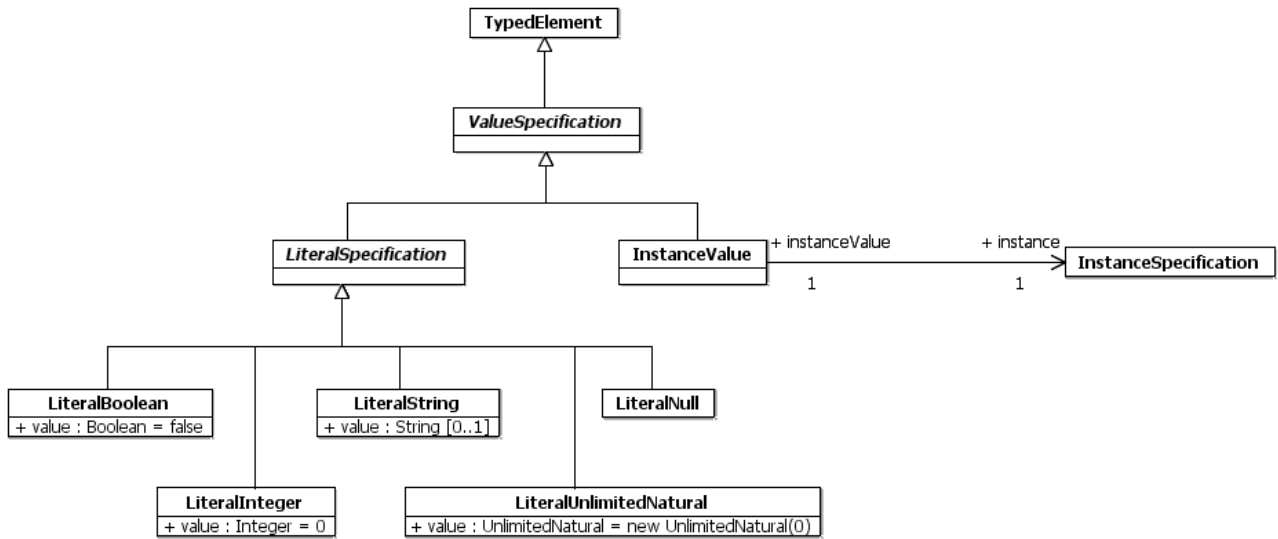 TypedElement
ValueSpecification
LiteralSpecification
InstanceValue
+ instanceValue
+ instance
1
1
InstanceSpecification
LiteralBoolean
+ value : Boolean = false
LiteralString
+ value : String [0..1]
LiteralNull
LiteralInteger
+ value : Integer = 0
LiteralUnlimitedNatural
+ value : UnlimitedNatural = new UnlimitedNatural(0)